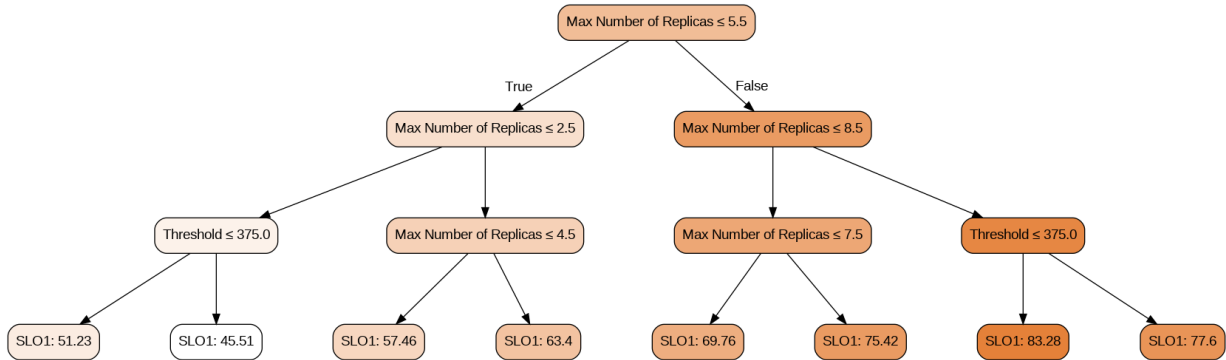 Max Number of Replicas ≤ 5.5
True
False
Max Number of Replicas ≤ 2.5
Max Number of Replicas ≤ 8.5
Threshold ≤ 375.0
Max Number of Replicas ≤ 4.5
Max Number of Replicas ≤ 7.5
Threshold ≤ 375.0
SLO1: 51.23
SLO1: 45.51
SLO1: 57.46
SLO1: 63.4
SLO1: 69.76
SLO1: 75.42
SLO1: 83.28
SLO1: 77.6